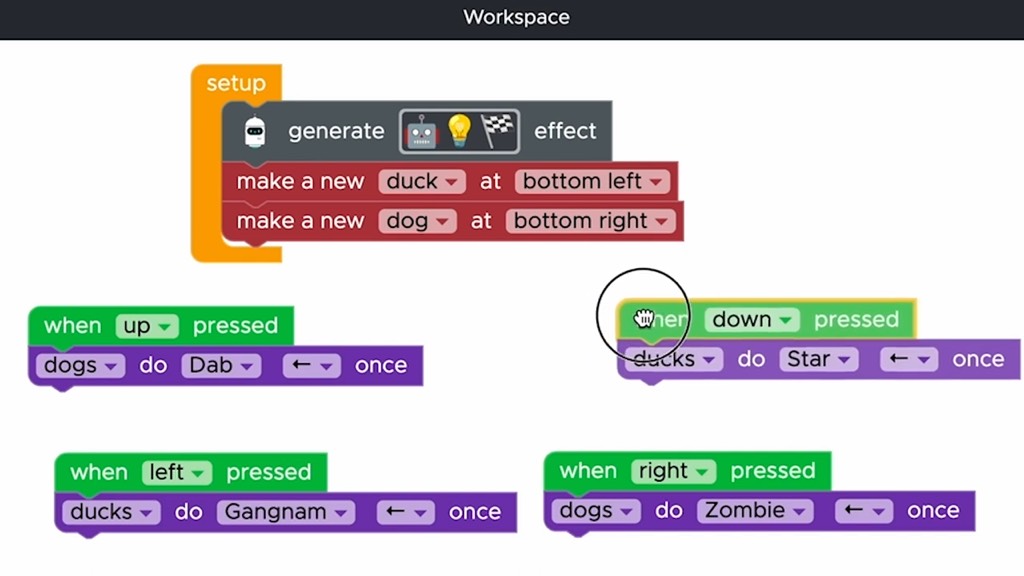 Workspace
setup
generate 🤖💡🏁 effect
make a new duck at bottom left
make a new dog at bottom right
when up pressed
dogs do Dab ← once
when down pressed
ducks do Star ← once
when left pressed
ducks do Gangnam ← once
when right pressed
dogs do Zombie ← once